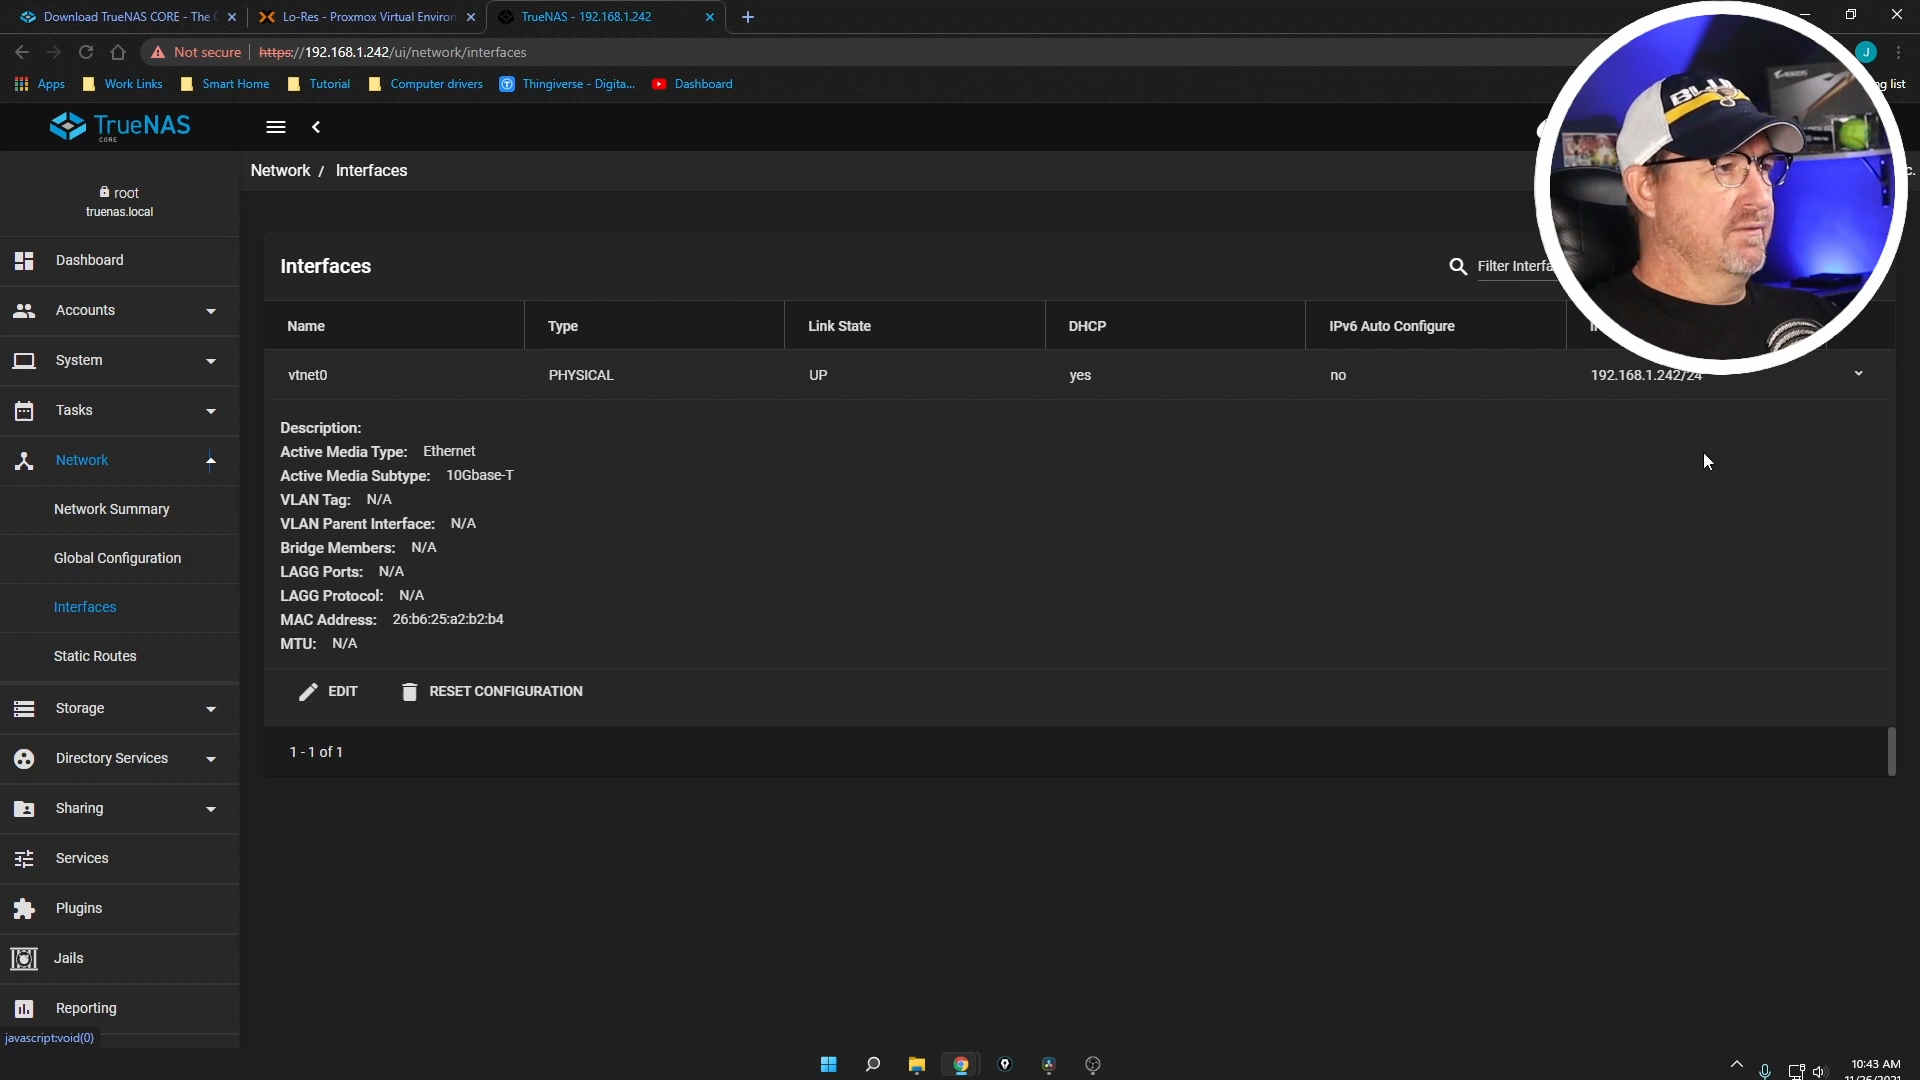 Download TrueNAS CORE - The
Lo-Res - Proxmox Virtual Environ
TrueNAS - 192.168.1.242
Not secure
https://192.168.1.242/ui/network/interfaces
J
Apps
Work Links
Smart Home
Tutorial
Computer drivers
Thingiverse - Digita...
Dashboard
ng list
TrueNAS
CORE
BLU
Network / Interfaces
root
truenas.local
Dashboard
Accounts
System
Tasks
Network
Network Summary
Global Configuration
Interfaces
Static Routes
Storage
Directory Services
Sharing
Services
Plugins
Jails
Reporting
javascript:void(0)
Interfaces
Filter Interfa
Name
Type
Link State
DHCP
IPv6 Auto Configure
vtnet0
PHYSICAL
UP
yes
no
192.168.1.242/24
Description:
Active Media Type: Ethernet
Active Media Subtype: 10Gbase-T
VLAN Tag: N/A
VLAN Parent Interface: N/A
Bridge Members: N/A
LAGG Ports: N/A
LAGG Protocol: N/A
MAC Address: 26:b6:25:a2:b2:b4
MTU: N/A
EDIT
RESET CONFIGURATION
1 - 1 of 1
10:43 AM
11/26/2021